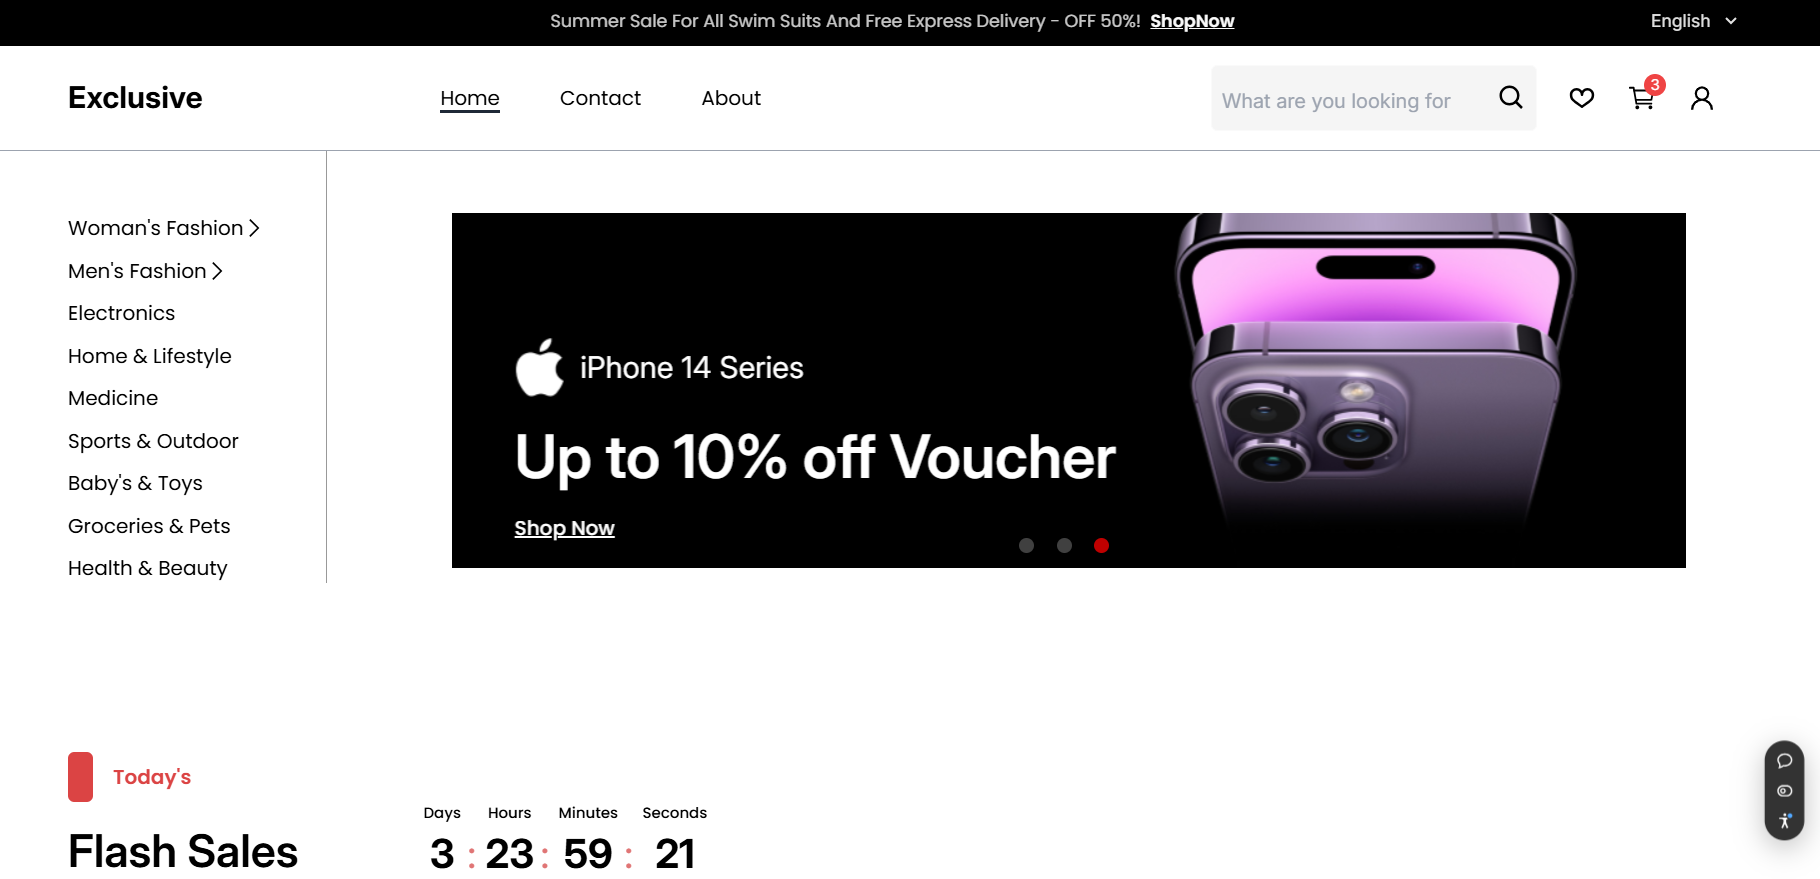 Summer Sale For All Swim Suits And Free Express Delivery - OFF 50%! ShopNow
English
Exclusive
Home
Contact
About
What are you looking for
3
Woman's Fashion
Men's Fashion
Electronics
Home & Lifestyle
Medicine
Sports & Outdoor
Baby's & Toys
Groceries & Pets
Health & Beauty
iPhone 14 Series
Up to 10% off Voucher
Shop Now
Today's
Flash Sales
Days Hours Minutes Seconds
3 : 23 : 59 : 21